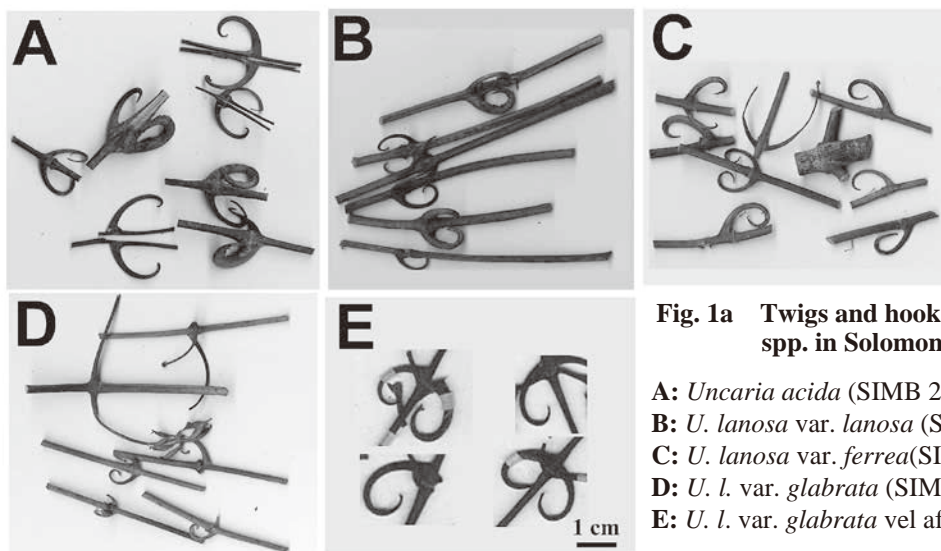 A
B
C
D
E
1 cm
Fig. 1a Twigs and hook
spp. in Solomon
A: Uncaria acida (SIMB 2
B: U. lanosa var. lanosa (S
C: U. lanosa var. ferrea(SI
D: U. l. var. glabrata (SIM
E: U. l. var. glabrata vel af